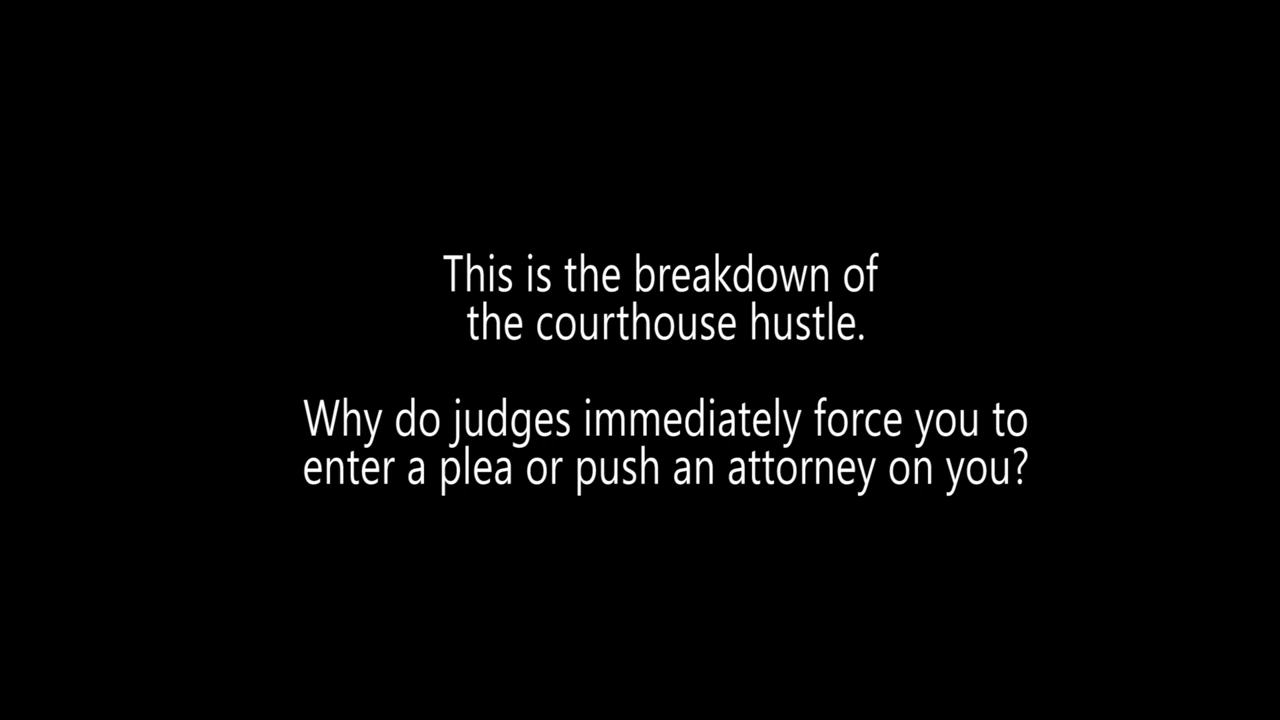 This is the breakdown of
the courthouse hustle.
Why do judges immediately force you to
enter a plea or push an attorney on you?